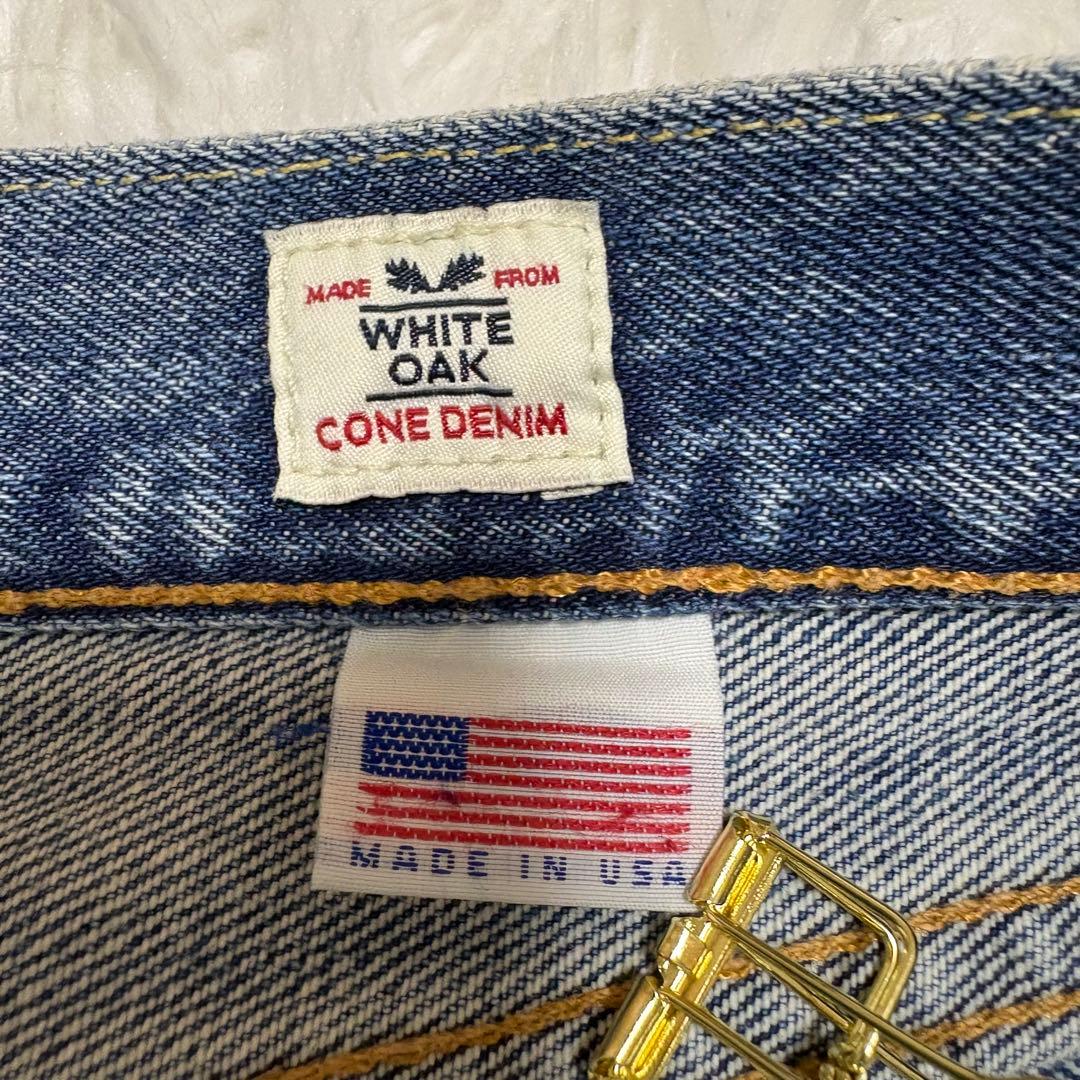 MADE FROM
WHITE
OAK
CONE DENIM
MADE IN USA